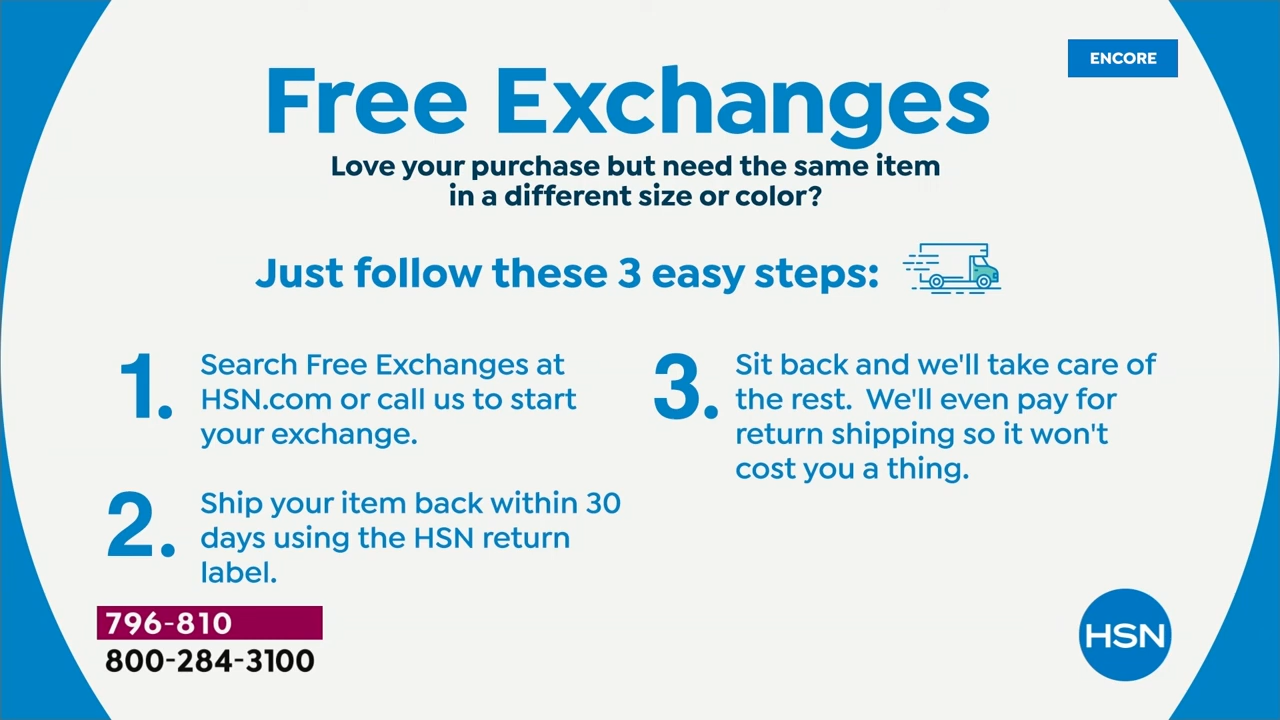 ENCORE
Free Exchanges
Love your purchase but need the same item
in a different size or color?
Just follow these 3 easy steps:
1. Search Free Exchanges at
HSN.com or call us to start
your exchange.
2. Ship your item back within 30
days using the HSN return
label.
3. Sit back and we'll take care of
the rest. We'll even pay for
return shipping so it won't
cost you a thing.
796-810
800-284-3100
HSN